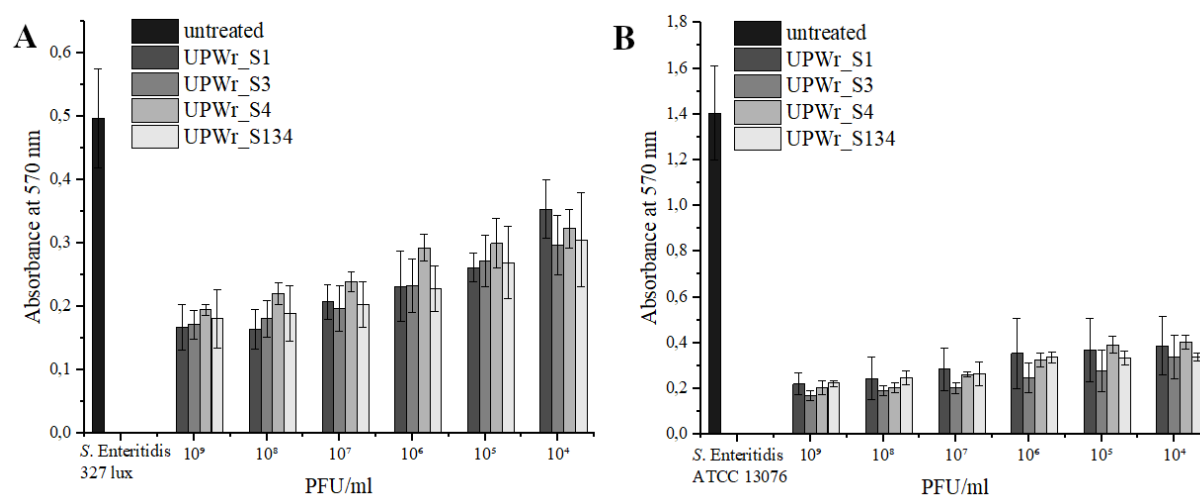 A
untreated
UPWr_S1
UPWr_S3
UPWr_S4
UPWr_S134
Absorbance at 570 nm
0,6
0,5
0,4
0,3
0,2
0,1
0,0
S. Enteritidis
327 lux
10⁹ 10⁸ 10⁷ 10⁶ 10⁵ 10⁴
PFU/ml
B
untreated
UPWr_S1
UPWr_S3
UPWr_S4
UPWr_S134
Absorbance at 570 nm
1,8
1,6
1,4
1,2
1,0
0,8
0,6
0,4
0,2
0,0
S. Enteritidis
ATCC 13076
10⁹ 10⁸ 10⁷ 10⁶ 10⁵ 10⁴
PFU/ml